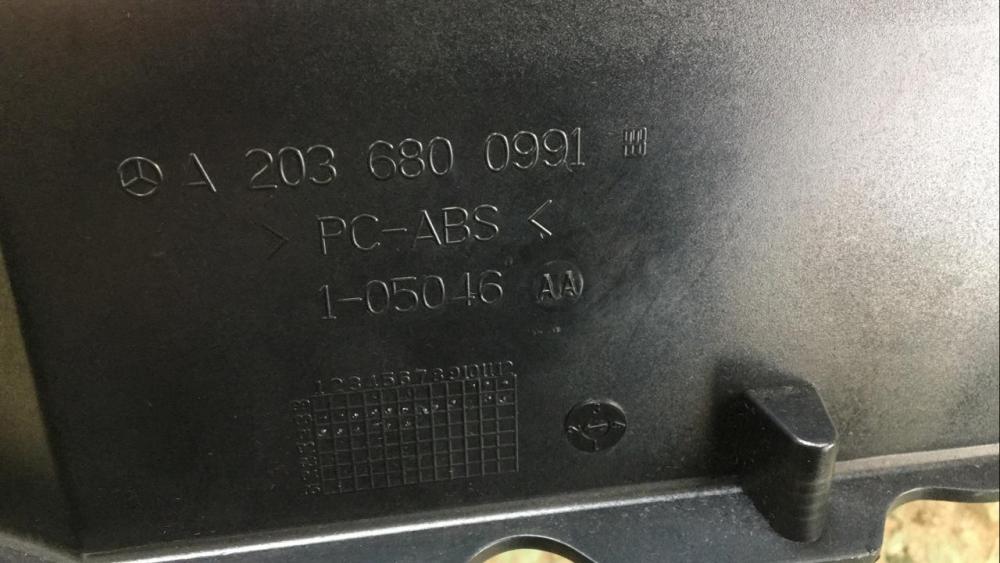 A 203 680 0991
> PC-ABS <
1-05046 AA
1 2 3 4 5 6 7 8 9 10 11 12